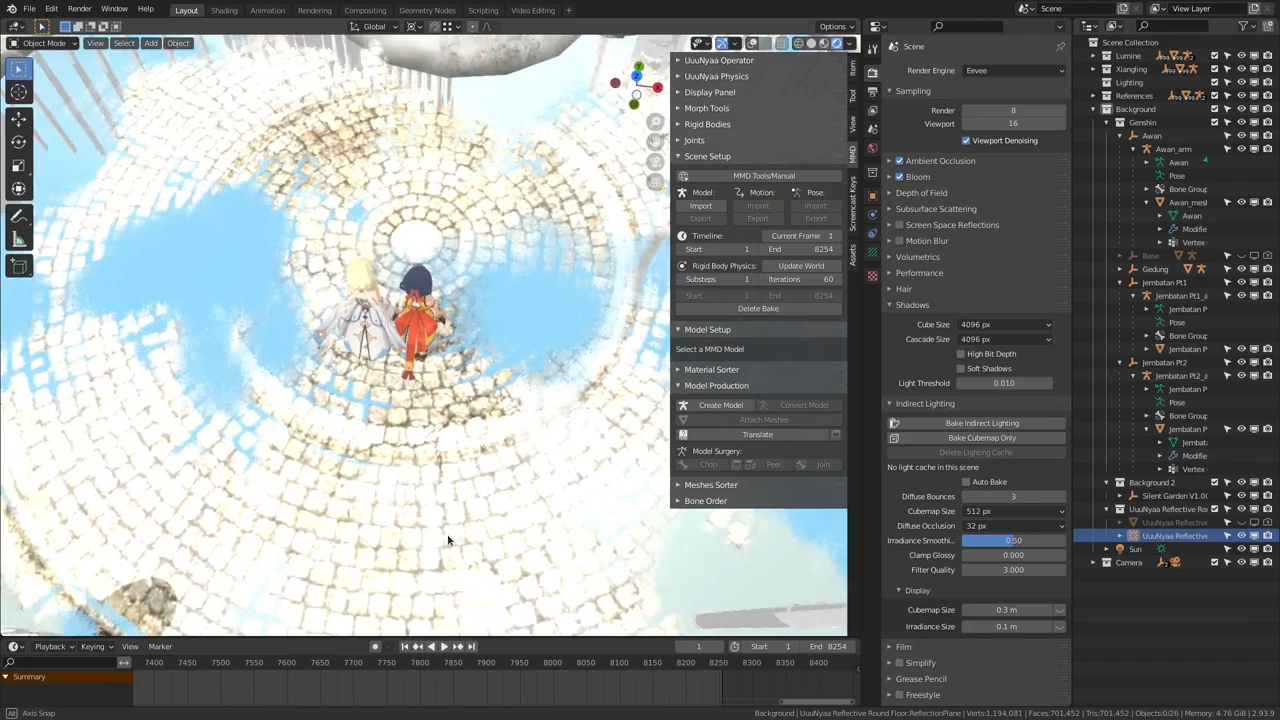 File Edit Render Window Help Layout Shading Animation Rendering Compositing Geometry Nodes Scripting Video Editing Scene View Layer
Global Options
Object Mode View Select Add Object
UuuNyaa Operator
UuuNyaa Physics
Display Panel
Morph Tools
Rigid Bodies
Joints
Scene Setup
MMD Tools/Manual
Model: Motion: Pose:
Import Import Import
Export Export Export
Timeline: Current Frame 1
Start 1 End 8254
Rigid Body Physics: Update World
Substeps 1 Iterations 60
Start 1 End 8254
Delete Bake
Model Setup
Select a MMD Model
Material Sorter
Model Production
Create Model Convert Model
Attach Meshes
Translate
Model Surgery:
Chop Peel Join
Meshes Sorter
Bone Order
Item
Tool
View
MMD
Screencast Keys
Assets
Scene
Render Engine Eevee
Sampling
Render 8
Viewport 16
Viewport Denoising
Ambient Occlusion
Bloom
Depth of Field
Subsurface Scattering
Screen Space Reflections
Motion Blur
Volumetrics
Performance
Hair
Shadows
Cube Size 4096 px
Cascade Size 4096 px
High Bit Depth
Soft Shadows
Light Threshold 0.010
Indirect Lighting
Bake Indirect Lighting
Bake Cubemap Only
Delete Lighting Cache
No light cache in this scene
Auto Bake
Diffuse Bounces 3
Cubemap Size 512 px
Diffuse Occlusion 32 px
Irradiance Smoothi.. 0.50
Clamp Glossy 0.000
Filter Quality 3.000
Display
Cubemap Size 0.3 m
Irradiance Size 0.1 m
Film
Simplify
Grease Pencil
Freestyle
Scene Collection
Lumine
Xiangling
Lighting
References
Background
Genshin
Awan
Awan_arm
Awan
Pose
Bone Group
Awan_mesl
Awan
Modifie
Vertex
Base
Gedung
Jembatan Pt1
Jembatan Pt1_a
Jembatan P
Pose
Bone Group
Jembatan P
Jembatan Pt2
Jembatan Pt2_a
Jembatan P
Pose
Bone Group
Jembatan P
Jembat
Modifie
Vertex
Background 2
Silent Garden V1.0
UuuNyaa Reflective Ro
UuuNyaa Reflective
UuuNyaa Reflective
Sun
Camera
Playback Keying View Marker 1 Start 1 End 8254
7400 7450 7500 7550 7600 7650 7700 7750 7800 7850 7900 7950 8000 8050 8100 8150 8200 8250 8300 8350 8400
Summary
Axis Snap Background | UuuNyaa Reflective Round Floor.ReflectionPlane | Verts:1,194,081 | Faces:701,452 | Tris:701,452 | Objects:0/26 | Memory: 4.76 GiB | 2.93.9